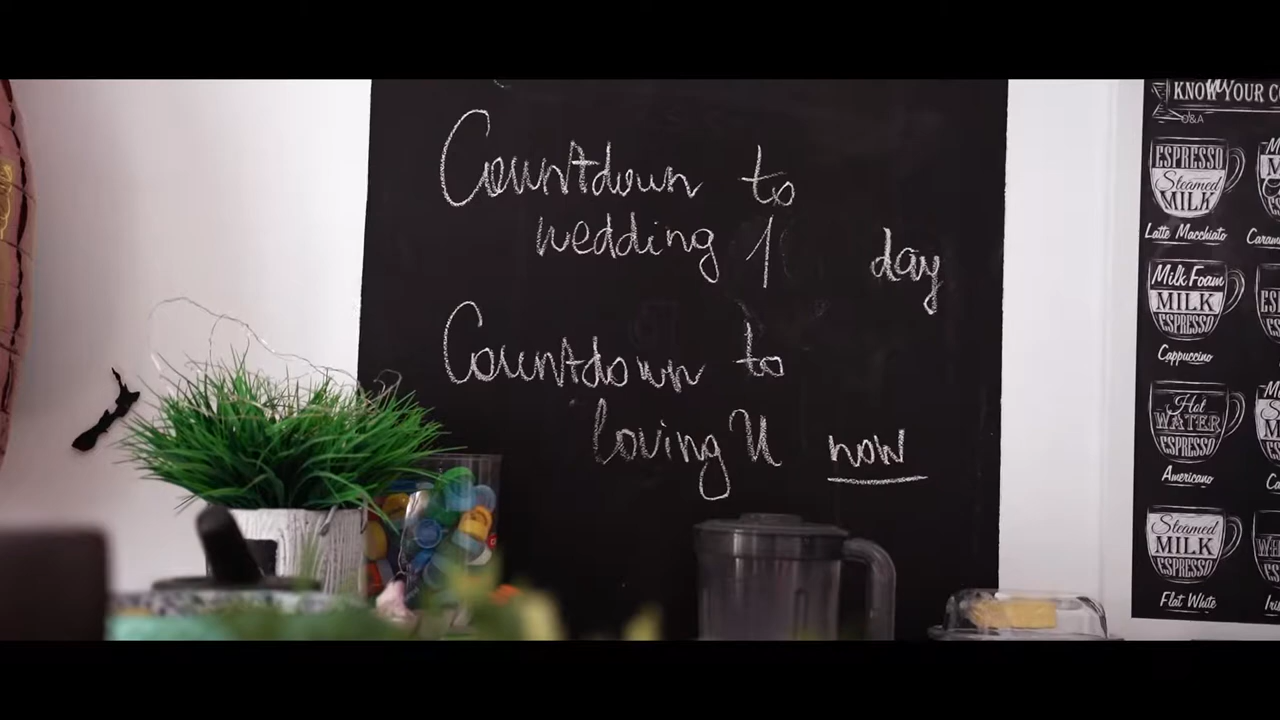 Countdown to
wedding 1 day
Countdown to
loving U now
KNOW YOUR
Q&A
ESPRESSO
Steamed
MILK
Latte Macchiato
Milk Foam
MILK
ESPRESSO
Cappuccino
Hot
WATER
ESPRESSO
Americano
Steamed
MILK
ESPRESSO
Flat White